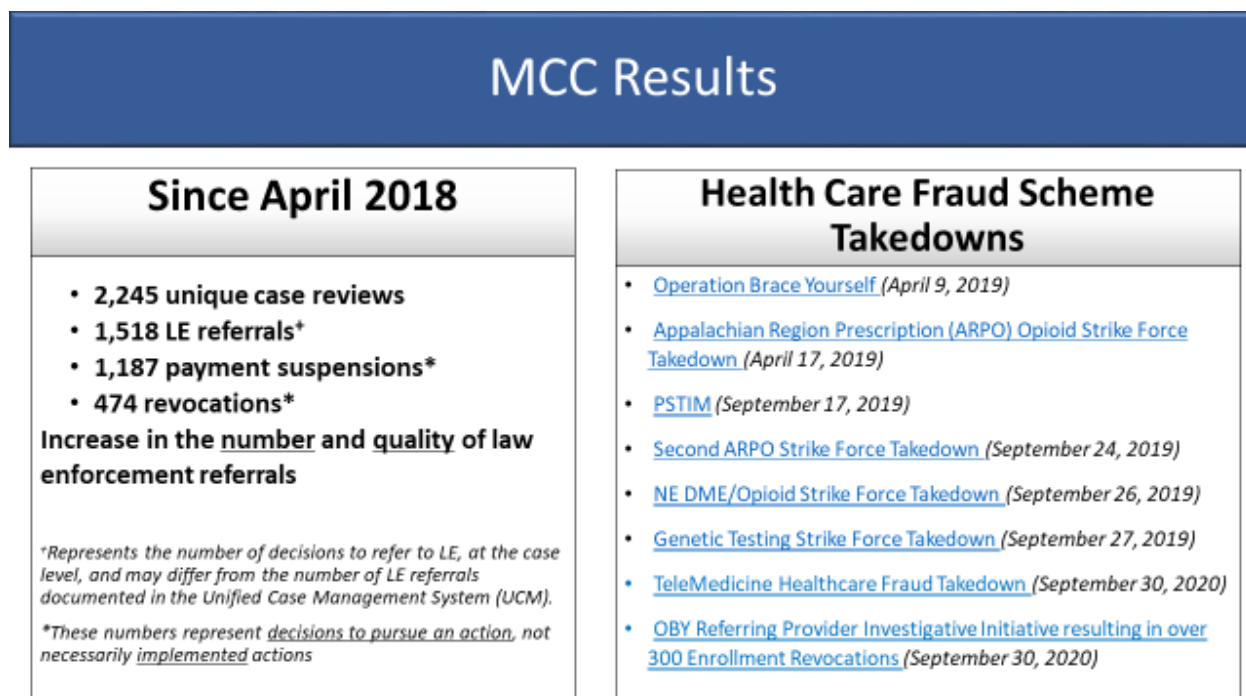 MCC Results
Since April 2018
• 2,245 unique case reviews
• 1,518 LE referrals⁺
• 1,187 payment suspensions*
• 474 revocations*
Increase in the number and quality of law
enforcement referrals
⁺Represents the number of decisions to refer to LE, at the case
level, and may differ from the number of LE referrals
documented in the Unified Case Management System (UCM).
*These numbers represent decisions to pursue an action, not
necessarily implemented actions
Health Care Fraud Scheme
Takedowns
• Operation Brace Yourself (April 9, 2019)
• Appalachian Region Prescription (ARPO) Opioid Strike Force
Takedown (April 17, 2019)
• PSTIM (September 17, 2019)
• Second ARPO Strike Force Takedown (September 24, 2019)
• NE DME/Opioid Strike Force Takedown (September 26, 2019)
• Genetic Testing Strike Force Takedown (September 27, 2019)
• TeleMedicine Healthcare Fraud Takedown (September 30, 2020)
• OBY Referring Provider Investigative Initiative resulting in over
300 Enrollment Revocations (September 30, 2020)